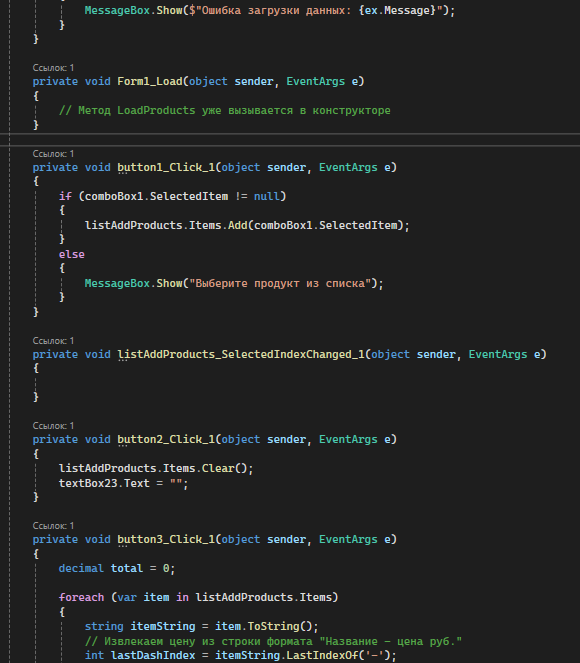 MessageBox.Show($"Ошибка загрузки данных: {ex.Message}");
}
}
Ссылок: 1
private void Form1_Load(object sender, EventArgs e)
{
// Метод LoadProducts уже вызывается в конструкторе
}
Ссылок: 1
private void button1_Click_1(object sender, EventArgs e)
{
if (comboBox1.SelectedItem != null)
{
listAddProducts.Items.Add(comboBox1.SelectedItem);
}
else
{
MessageBox.Show("Выберите продукт из списка");
}
}
Ссылок: 1
private void listAddProducts_SelectedIndexChanged_1(object sender, EventArgs e)
{
}
Ссылок: 1
private void button2_Click_1(object sender, EventArgs e)
{
listAddProducts.Items.Clear();
textBox23.Text = "";
}
Ссылок: 1
private void button3_Click_1(object sender, EventArgs e)
{
decimal total = 0;
foreach (var item in listAddProducts.Items)
{
string itemString = item.ToString();
// Извлекаем цену из строки формата "Название – цена руб."
int lastDashIndex = itemString.LastIndexOf('–');